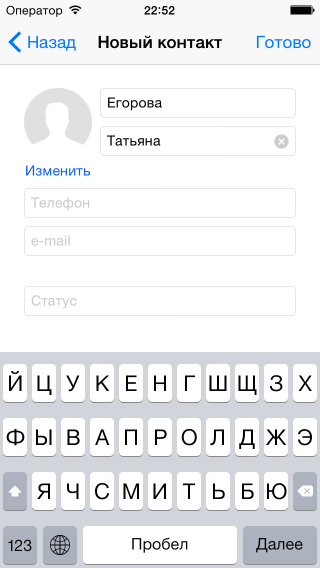 Оператор 22:52
Назад Новый контакт Готово
Егорова
Татьяна
Изменить
Телефон
e-mail
Статус
Й Ц У К Е Н Г Ш Щ З Х
Ф Ы В А П Р О Л Д Ж Э
Я Ч С М И Т Ь Б Ю
123 Пробел Далее